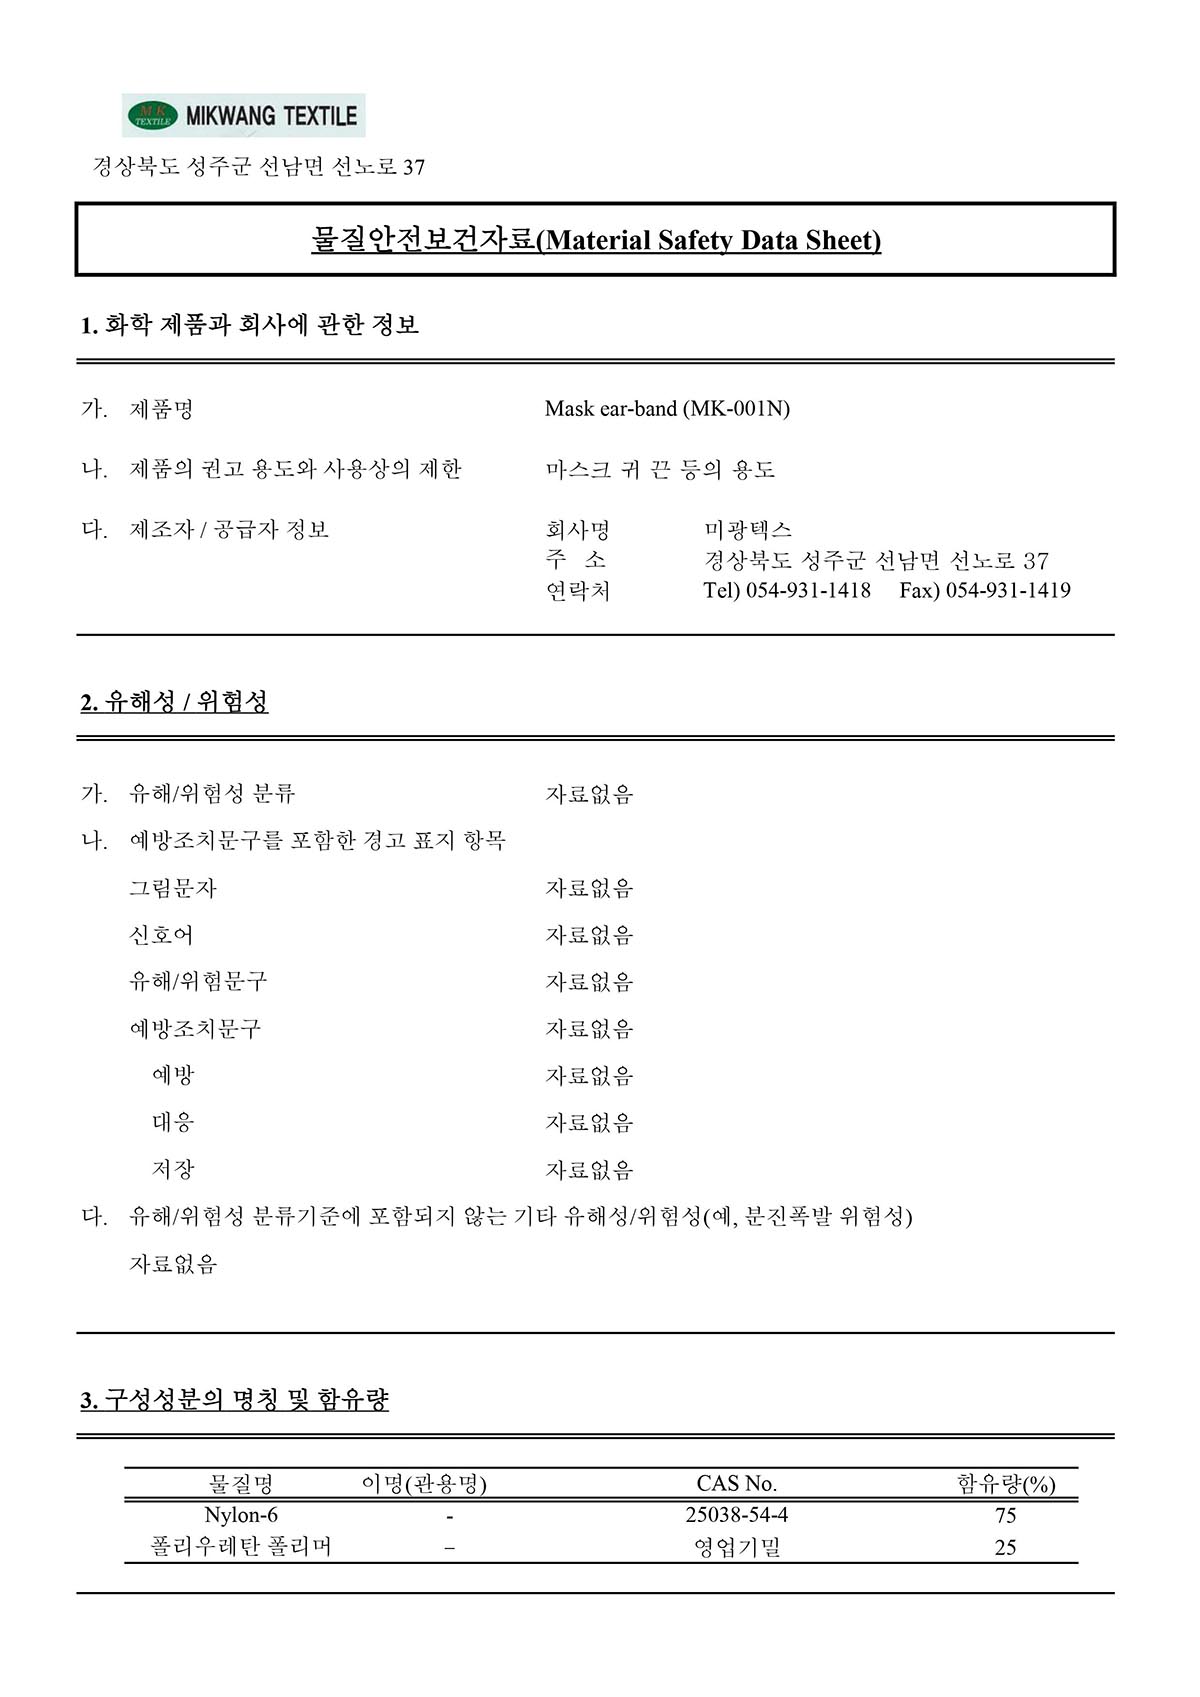 M K
TEXTILE
MIKWANG TEXTILE
경상북도 성주군 선남면 선노로 37
물질안전보건자료(Material Safety Data Sheet)
1. 화학 제품과 회사에 관한 정보
가. 제품명 Mask ear-band (MK-001N)
나. 제품의 권고 용도와 사용상의 제한 마스크 귀 끈 등의 용도
다. 제조자 / 공급자 정보 회사명 미광텍스
주 소 경상북도 성주군 선남면 선노로 37
연락처 Tel) 054-931-1418 Fax) 054-931-1419
2. 유해성 / 위험성
가. 유해/위험성 분류 자료없음
나. 예방조치문구를 포함한 경고 표지 항목
그림문자 자료없음
신호어 자료없음
유해/위험문구 자료없음
예방조치문구 자료없음
예방 자료없음
대응 자료없음
저장 자료없음
다. 유해/위험성 분류기준에 포함되지 않는 기타 유해성/위험성(예, 분진폭발 위험성)
자료없음
3. 구성성분의 명칭 및 함유량
물질명 이명(관용명) CAS No. 함유량(%)
Nylon-6 - 25038-54-4 75
폴리우레탄 폴리머 – 영업기밀 25